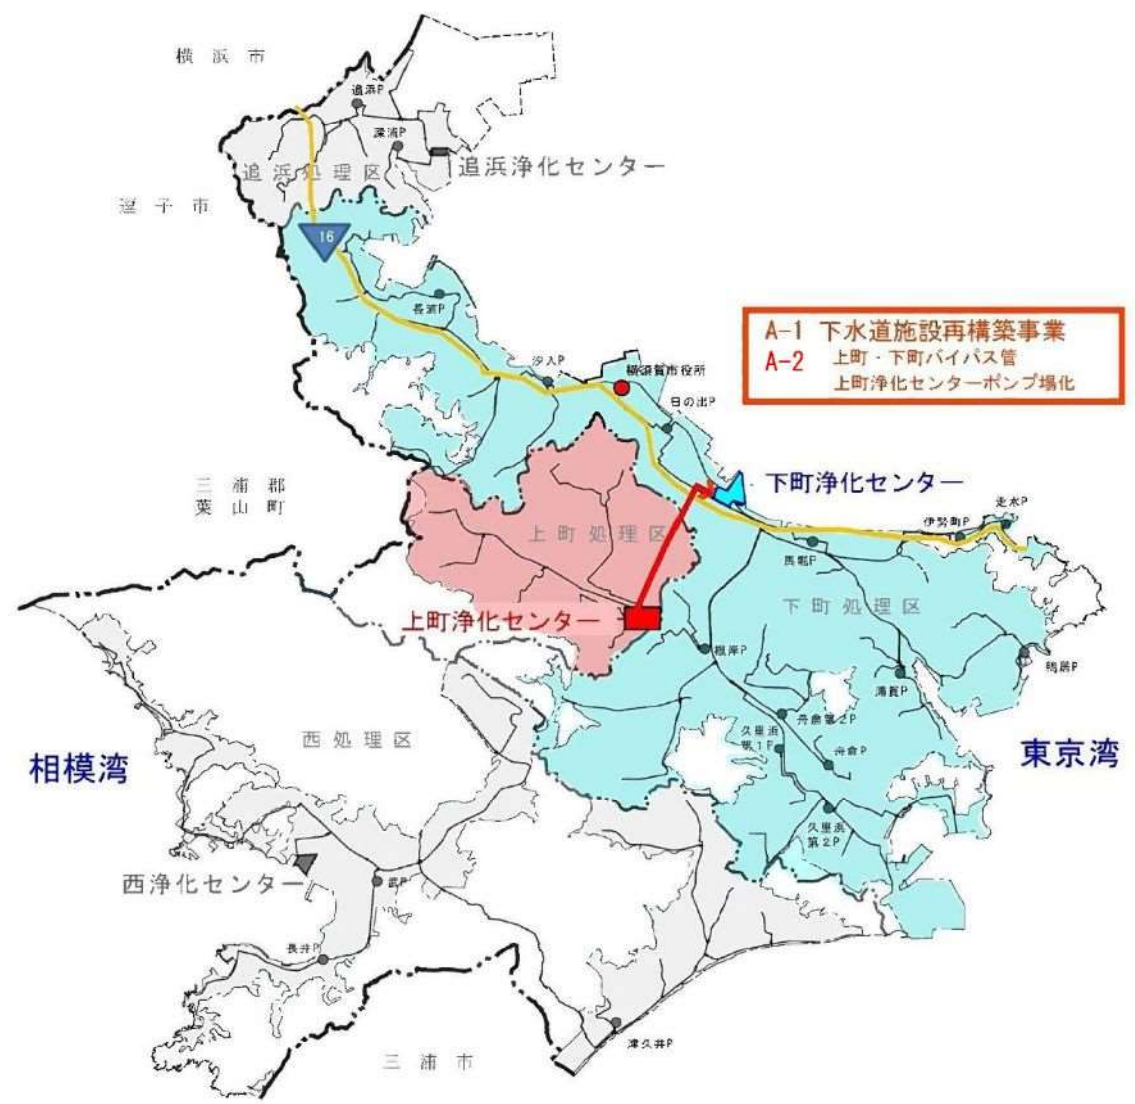 横浜市
追浜P
深浦P
追浜処理区
追浜浄化センター
逗子市
16
長浦P
A-1 下水道施設再構築事業
A-2 上町・下町バイパス管
上町浄化センターポンプ場化
汐入P
横須賀市役所
日の出P
三浦郡
葉山町
下町浄化センター
走水P
伊勢町P
上町処理区
馬堀P
下町処理区
上町浄化センター
根岸P
鴨居P
浦賀P
舟倉第2P
久里浜
第1P
舟倉P
西処理区
相模湾
東京湾
久里浜
第2P
西浄化センター
武P
長井P
津久井P
三浦市